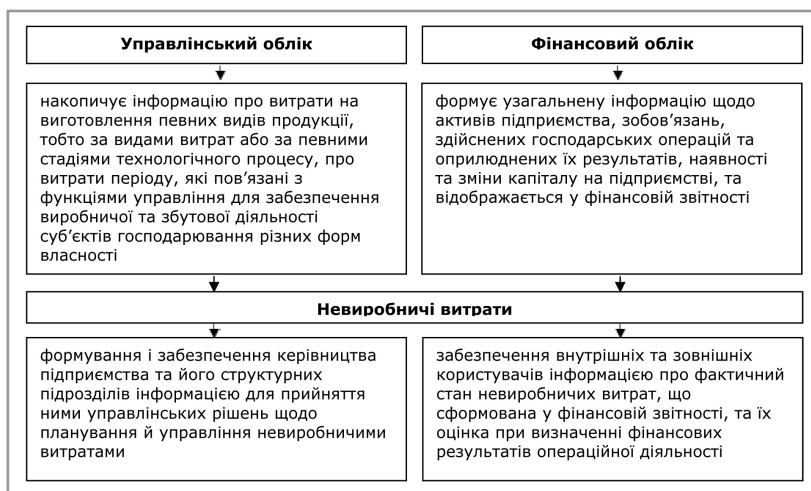 Управлінський облік
Фінансовий облік
накопичує інформацію про витрати на
виготовлення певних видів продукції,
тобто за видами витрат або за певними
стадіями технологічного процесу, про
витрати періоду, які пов’язані з
функціями управління для забезпечення
виробничої та збутової діяльності
суб’єктів господарювання різних форм
власності
формує узагальнену інформацію щодо
активів підприємства, зобов’язань,
здійснених господарських операцій та
оприлюднених їх результатів, наявності
та зміни капіталу на підприємстві, та
відображається у фінансовій звітності
Невиробничі витрати
формування і забезпечення керівництва
підприємства та його структурних
підрозділів інформацією для прийняття
ними управлінських рішень щодо
планування й управління невиробничими
витратами
забезпечення внутрішніх та зовнішніх
користувачів інформацією про фактичний
стан невиробничих витрат, що
сформована у фінансовій звітності, та їх
оцінка при визначенні фінансових
результатів операційної діяльності